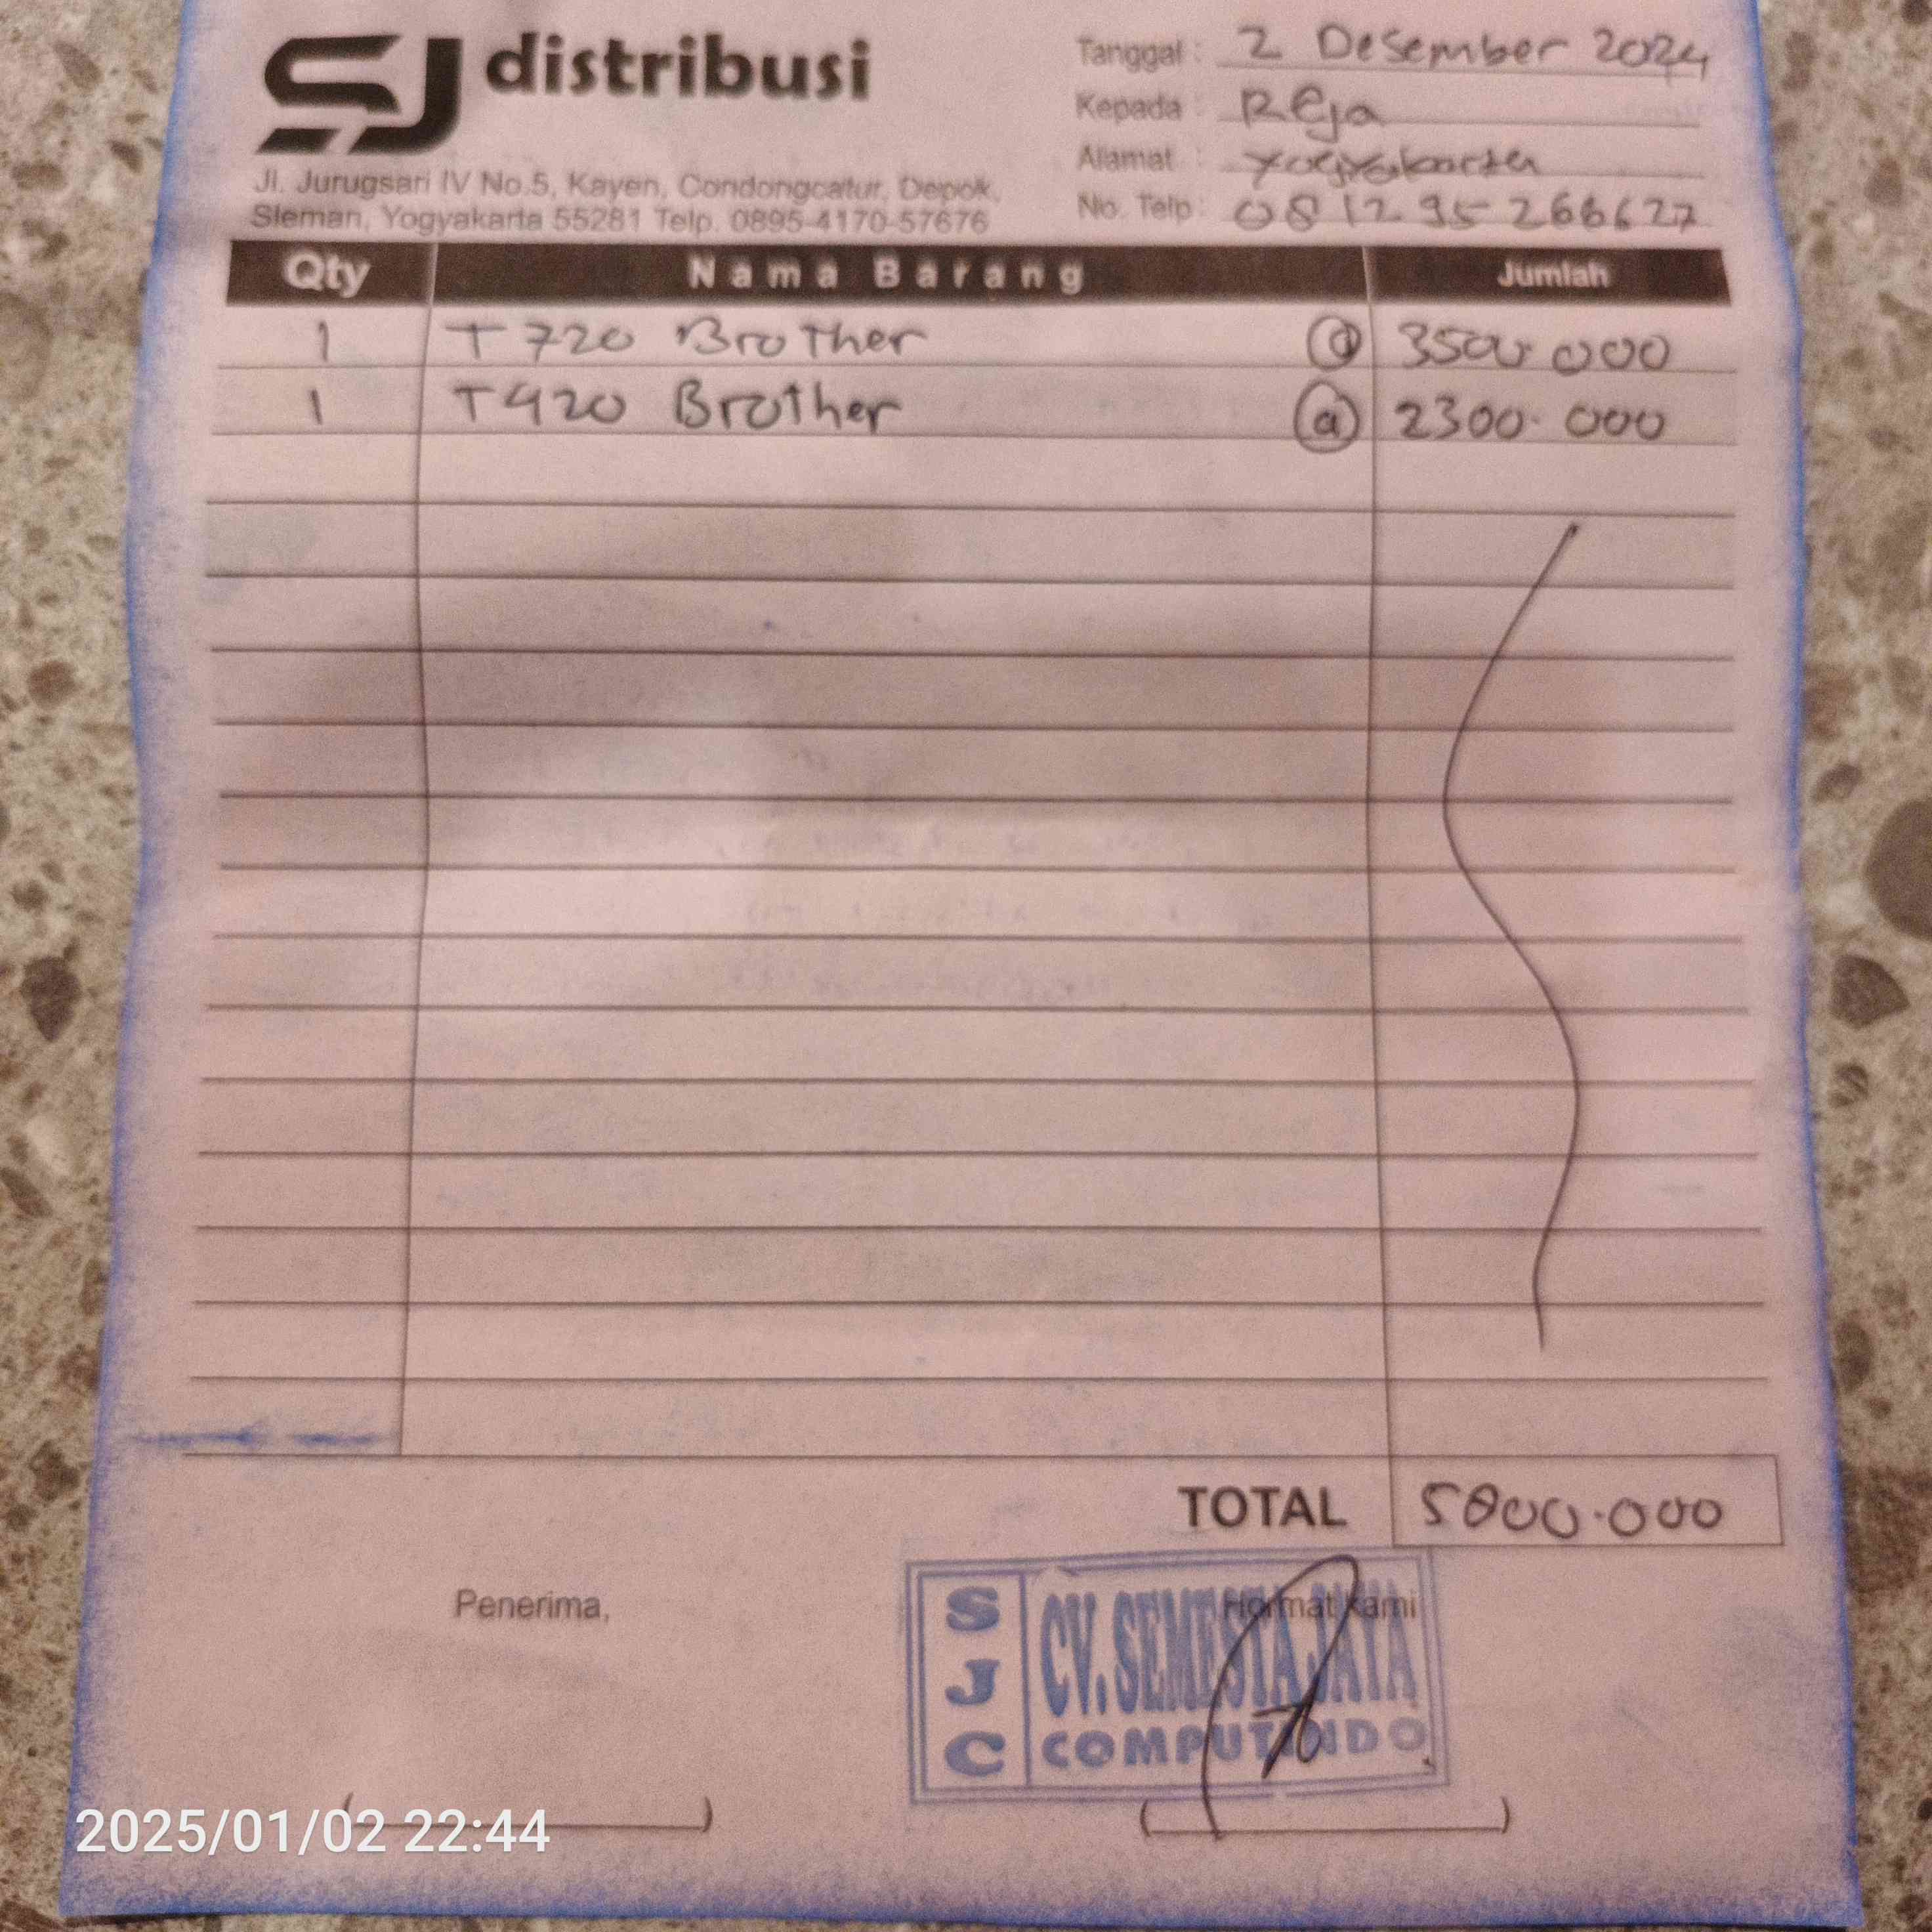 SJ distribusi
Jl. Jurugsari IV No.5, Kayen, Condongcatur, Depok,
Sleman, Yogyakarta 55281 Telp. 0895-4170-57676
Tanggal : 2 Desember 2024
Kepada : Reja
Alamat : Yogyakarta
No. Telp : 081295266627
Qty Nama Barang Jumlah
1 T720 Brother @ 3500.000
1 T420 Brother @ 2300.000
TOTAL 5800.000
Penerima,
Hormat kami
SJC
CV. SEMESTA JAYA
COMPUTINDO
2025/01/02 22:44